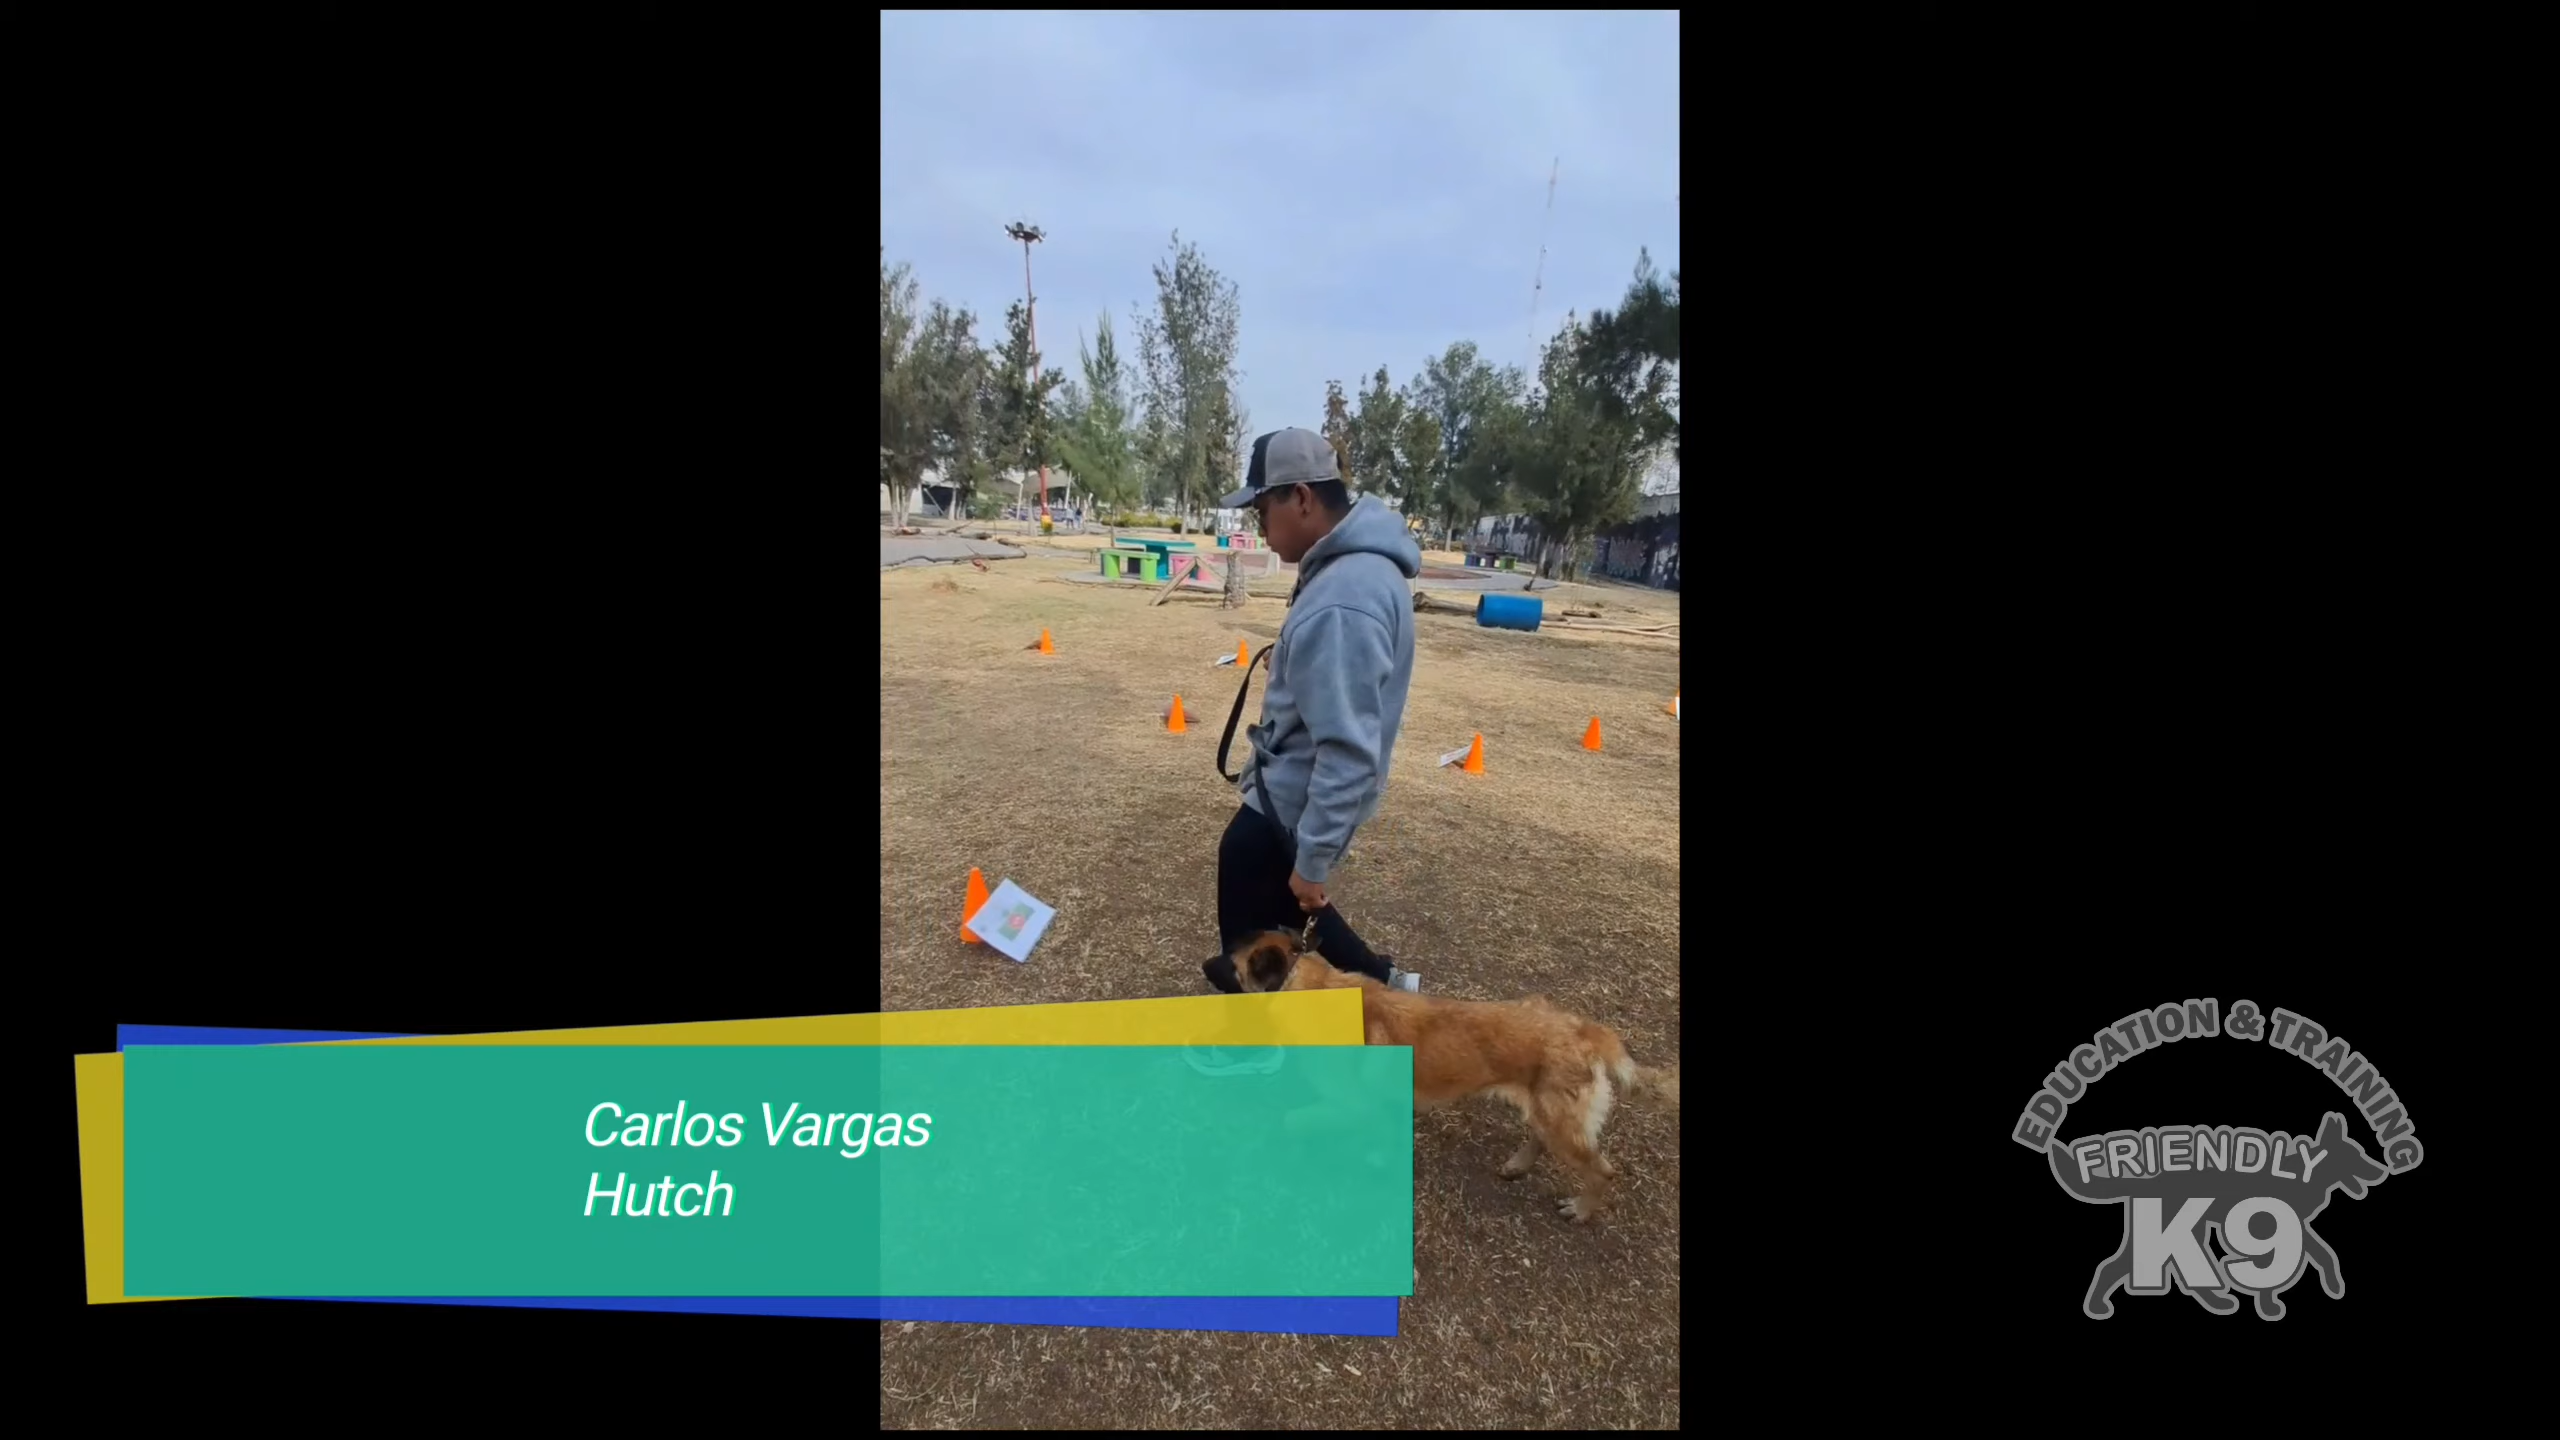 Carlos Vargas
Hutch
EDUCATION & TRAINING
FRIENDLY
K9